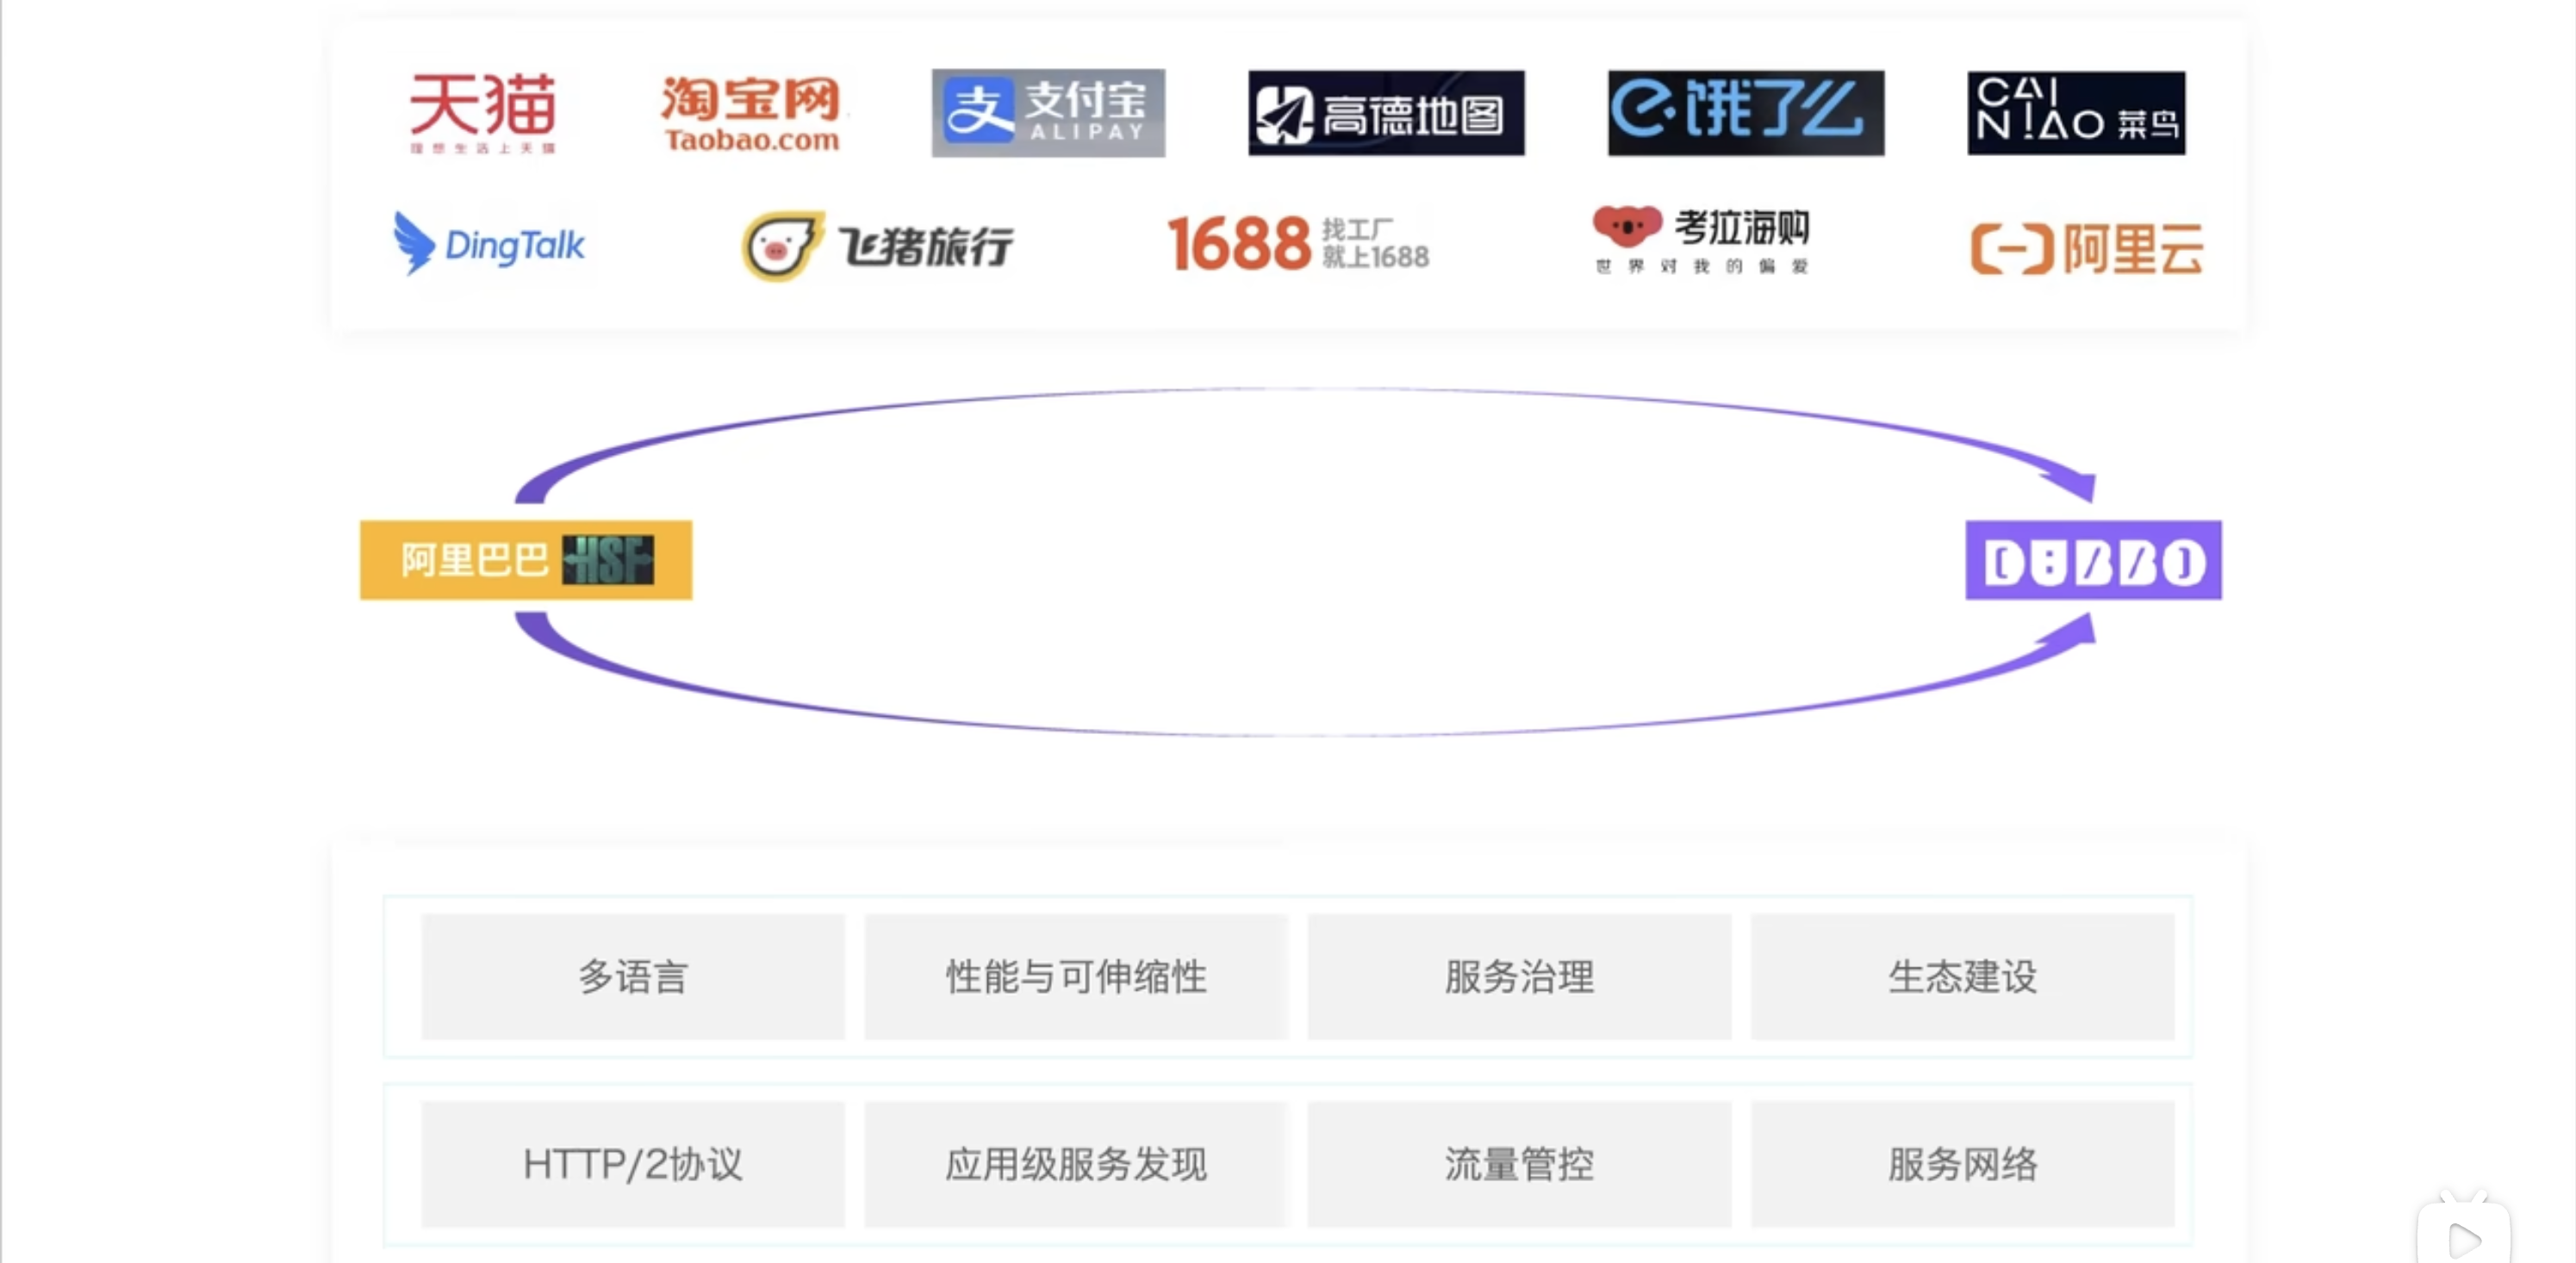 天猫
理想生活上天猫
淘宝网
Taobao.com
支
支付宝
ALIPAY
高德地图
饿了么
CAI
NIAO 菜鸟
DingTalk
飞猪旅行
1688
找工厂
就上1688
考拉海购
世界对我的偏爱
阿里云
阿里巴巴 HSF
DUBBO
多语言
性能与可伸缩性
服务治理
生态建设
HTTP/2协议
应用级服务发现
流量管控
服务网络